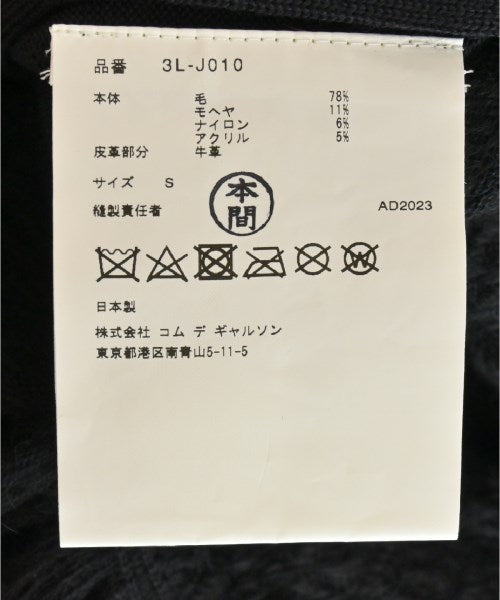 品番 3L-J010
本体 毛 78%
モヘヤ 11%
ナイロン 6%
アクリル 5%
皮革部分 牛革
サイズ S
本間
縫製責任者 AD2023
W
日本製
株式会社 コム デ ギャルソン
東京都港区南青山5-11-5